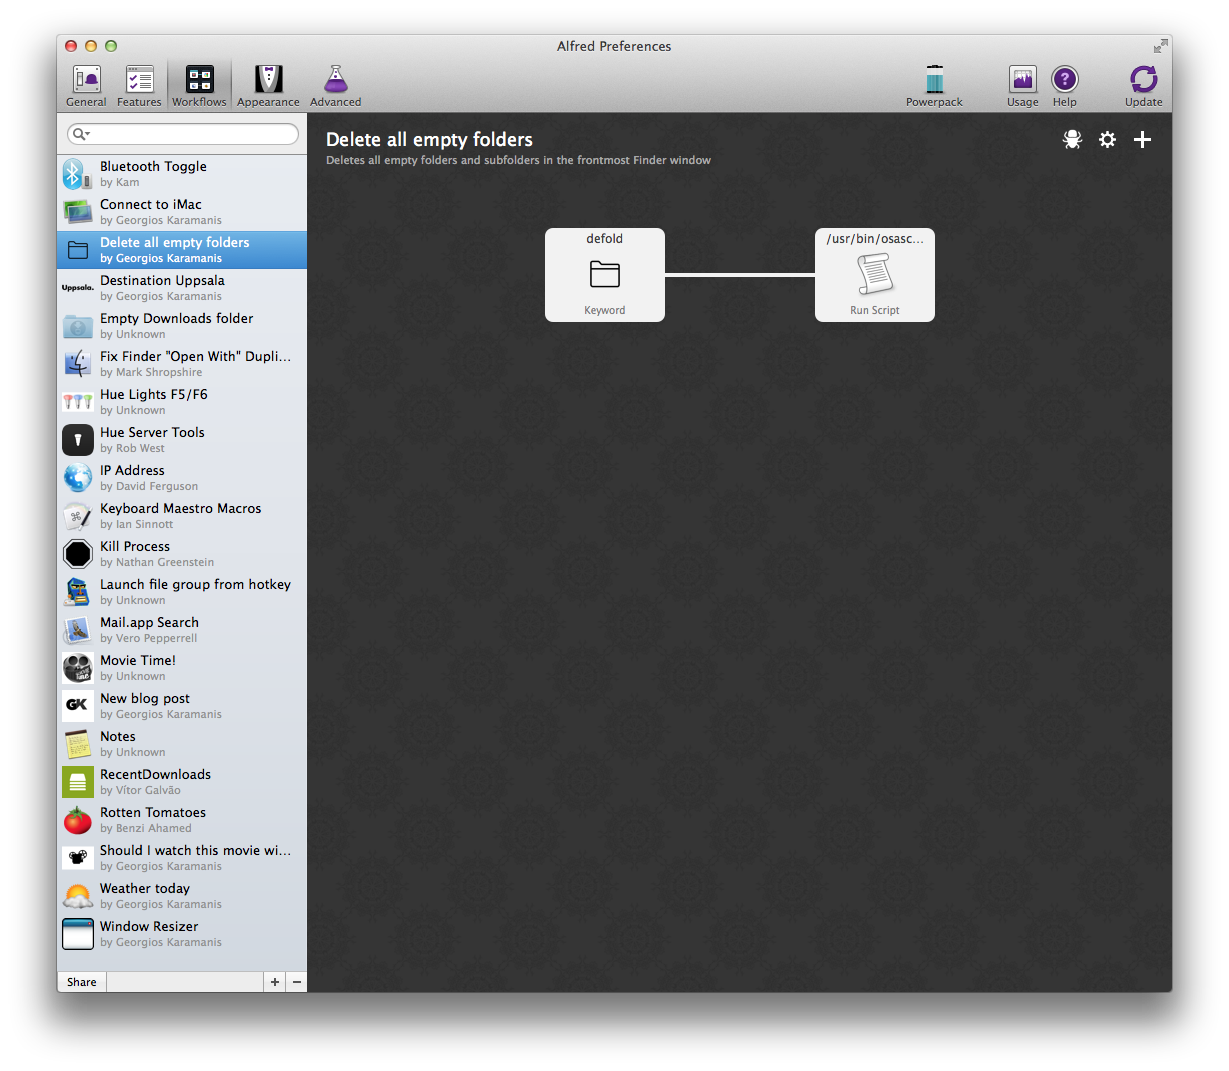 Alfred Preferences
General
Features
Workflows
Appearance
Advanced
Powerpack
Usage
Help
Update
Bluetooth Toggle
by Kam
Connect to iMac
by Georgios Karamanis
Delete all empty folders
by Georgios Karamanis
Uppsala.
Destination Uppsala
by Georgios Karamanis
Empty Downloads folder
by Unknown
Fix Finder "Open With" Dupli...
by Mark Shropshire
Hue Lights F5/F6
by Unknown
Hue Server Tools
by Rob West
IP Address
by David Ferguson
Keyboard Maestro Macros
by Ian Sinnott
Kill Process
by Nathan Greenstein
Launch file group from hotkey
by Unknown
Mail.app Search
by Vero Pepperrell
Movie Time!
by Unknown
GK
New blog post
by Georgios Karamanis
Notes
by Unknown
RecentDownloads
by Vítor Galvão
Rotten Tomatoes
by Benzi Ahamed
Should I watch this movie wi...
by Georgios Karamanis
Weather today
by Georgios Karamanis
Window Resizer
by Georgios Karamanis
Share
Delete all empty folders
Deletes all empty folders and subfolders in the frontmost Finder window
defold
Keyword
/usr/bin/osasc...
Run Script